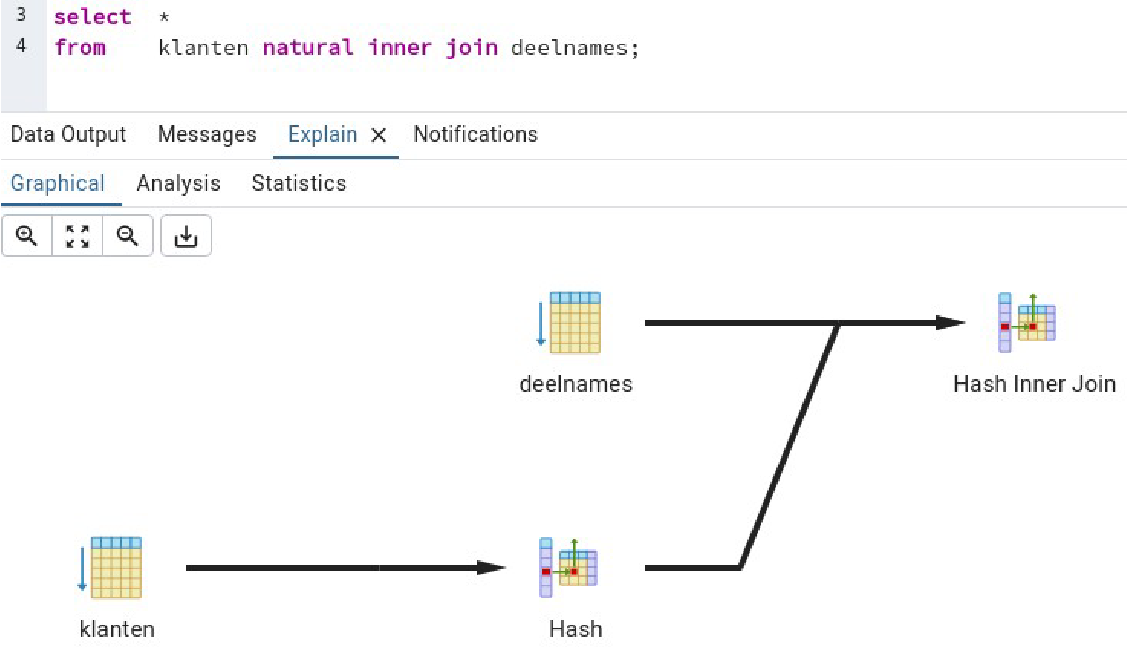 3 select *
4 from klanten natural inner join deelnames;
Data Output Messages Explain × Notifications
Graphical Analysis Statistics
deelnames
Hash Inner Join
klanten
Hash